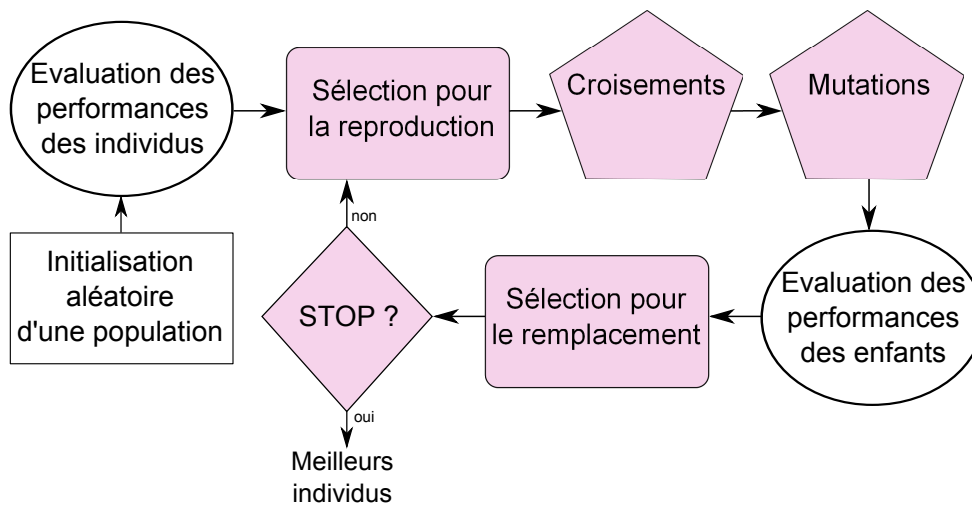 Evaluation des
performances
des individus
Sélection pour
la reproduction
Croisements
Mutations
Initialisation
aléatoire
d'une population
non
STOP ?
oui
Meilleurs
individus
Sélection pour
le remplacement
Evaluation des
performances
des enfants